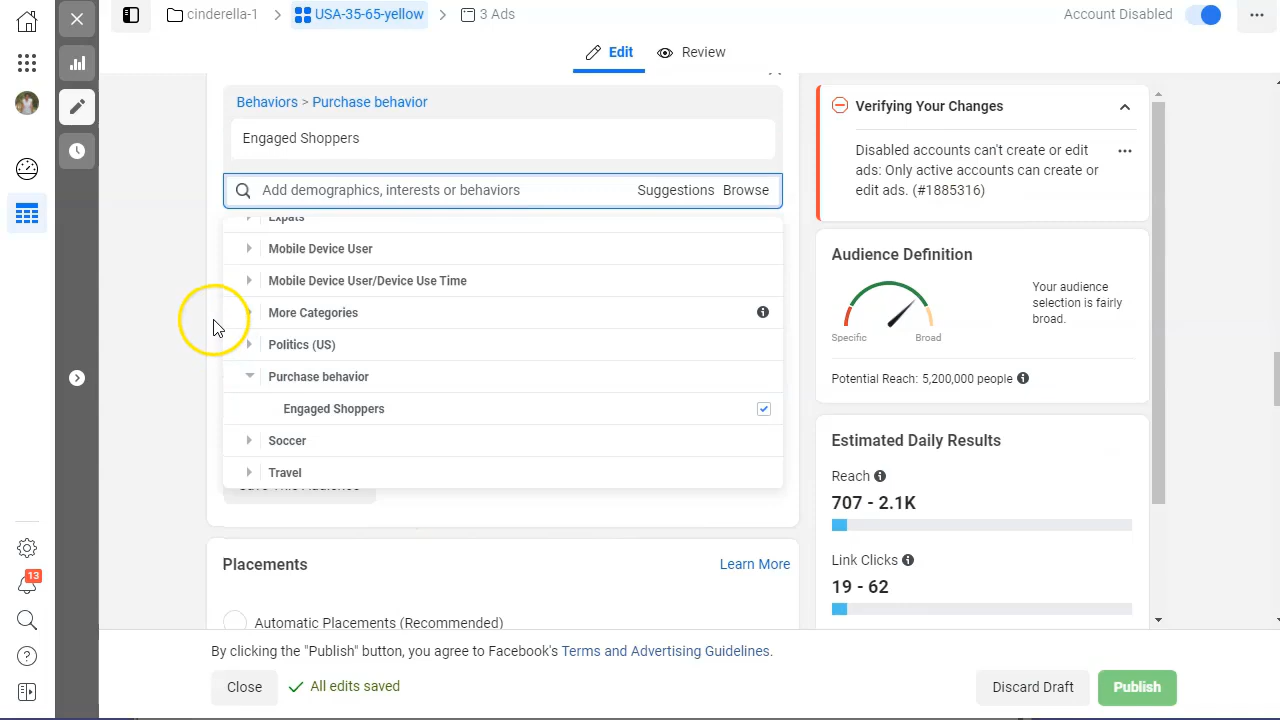 cinderella-1
USA-35-65-yellow
3 Ads
Account Disabled
Edit
Review
Behaviors > Purchase behavior
Engaged Shoppers
Add demographics, interests or behaviors
Suggestions
Browse
Expats
Mobile Device User
Mobile Device User/Device Use Time
More Categories
Politics (US)
Purchase behavior
Engaged Shoppers
Soccer
Travel
Save This Audience
Placements
Learn More
Automatic Placements (Recommended)
Verifying Your Changes
Disabled accounts can't create or edit
ads: Only active accounts can create or
edit ads. (#1885316)
Audience Definition
Your audience
selection is fairly
broad.
Specific
Broad
Potential Reach: 5,200,000 people
Estimated Daily Results
Reach
707 - 2.1K
Link Clicks
19 - 62
13
By clicking the "Publish" button, you agree to Facebook's Terms and Advertising Guidelines.
Close
All edits saved
Discard Draft
Publish